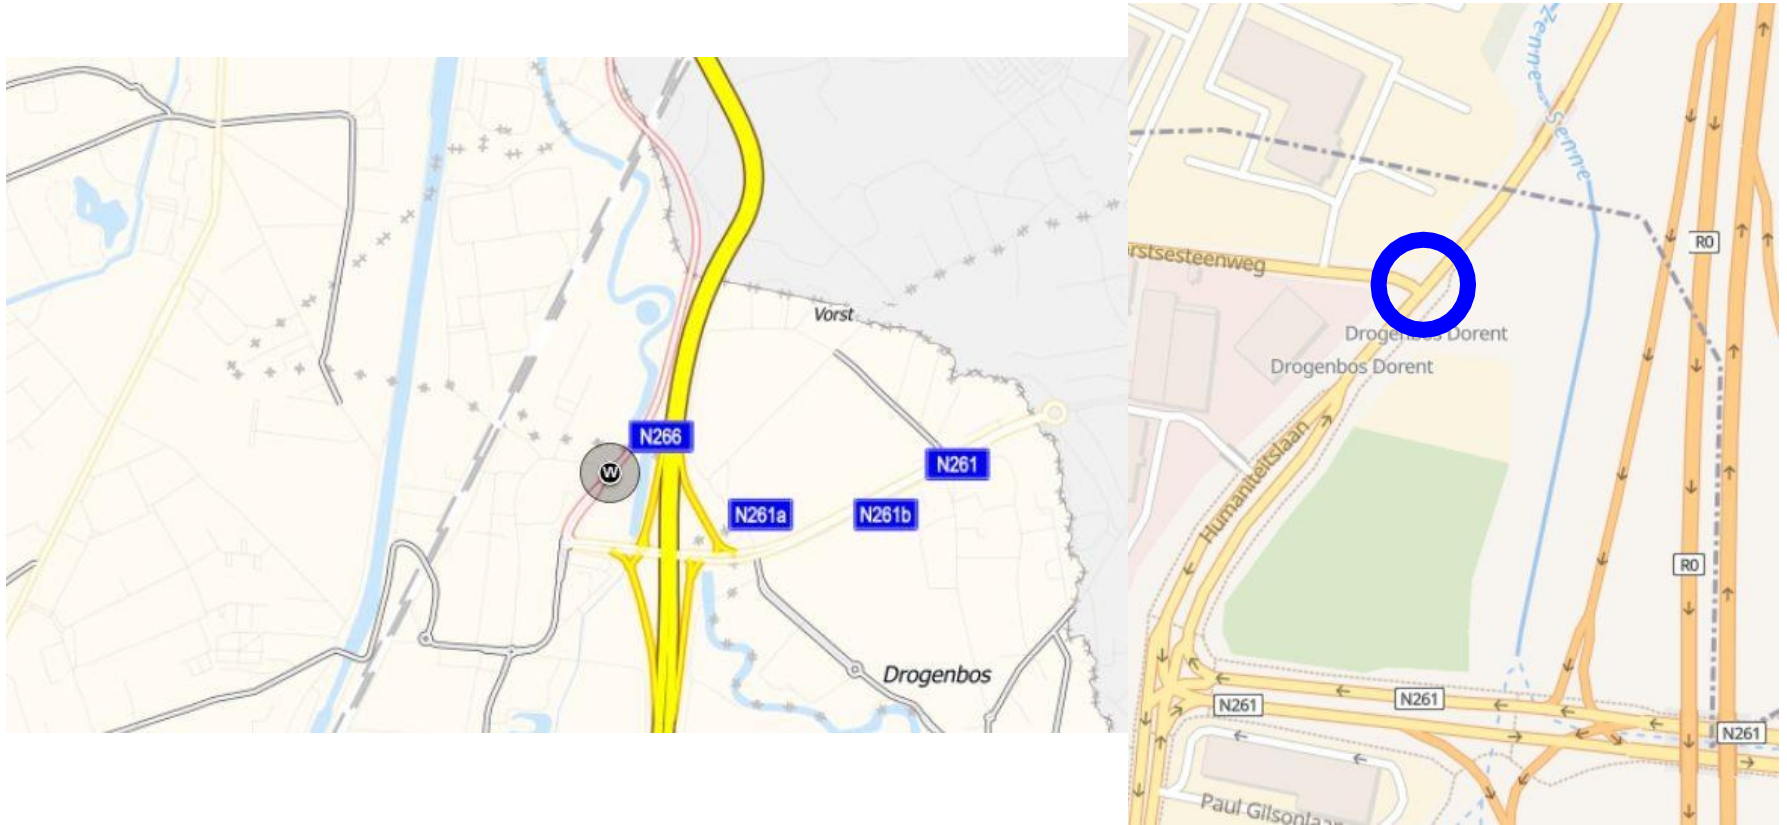 Vorst
N266
W
N261
N261a
N261b
Drogenbos
Zenne - Senne
R0
rstsesteenweg
Drogenbos Dorent
Drogenbos Dorent
Humaniteitslaan
R0
N261
N261
N261
Paul Gilsonlaan